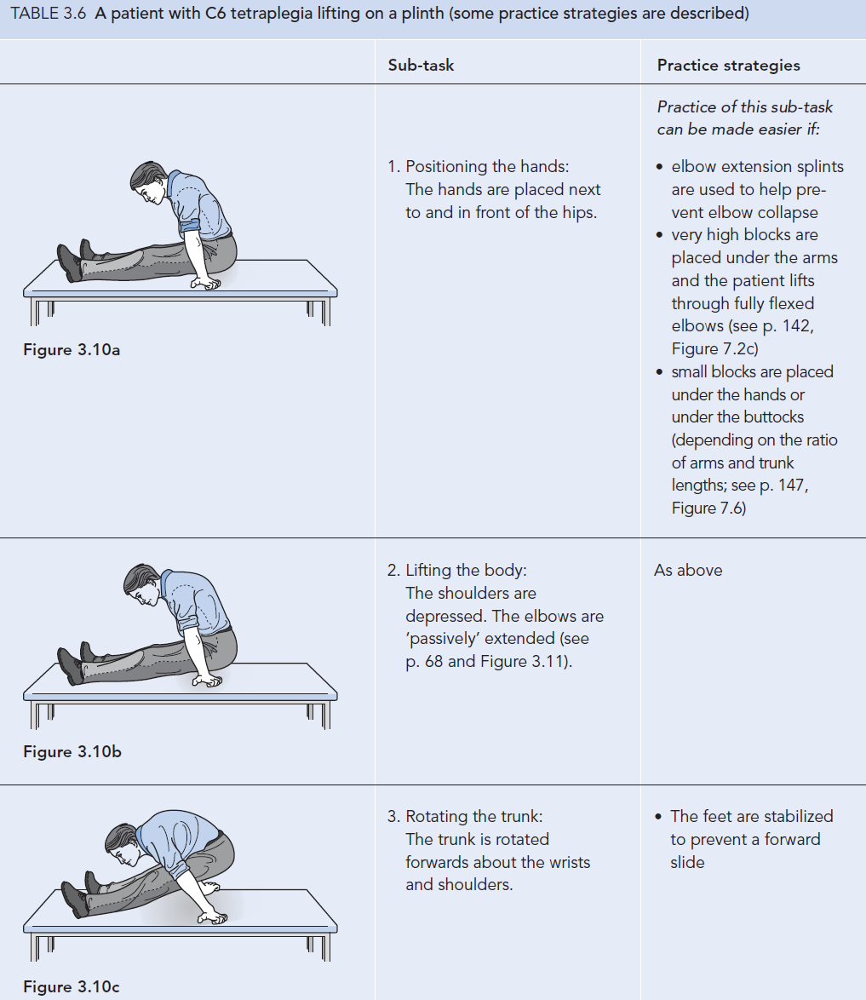 TABLE 3.6 A patient with C6 tetraplegia lifting on a plinth (some practice strategies are described)
Sub-task
Practice strategies
Figure 3.10a
1. Positioning the hands:
The hands are placed next
to and in front of the hips.
Practice of this sub-task
can be made easier if:
• elbow extension splints
are used to help pre-
vent elbow collapse
• very high blocks are
placed under the arms
and the patient lifts
through fully flexed
elbows (see p. 142,
Figure 7.2c)
• small blocks are placed
under the hands or
under the buttocks
(depending on the ratio
of arms and trunk
lengths; see p. 147,
Figure 7.6)
Figure 3.10b
2. Lifting the body:
The shoulders are
depressed. The elbows are
‘passively’ extended (see
p. 68 and Figure 3.11).
As above
Figure 3.10c
3. Rotating the trunk:
The trunk is rotated
forwards about the wrists
and shoulders.
• The feet are stabilized
to prevent a forward
slide